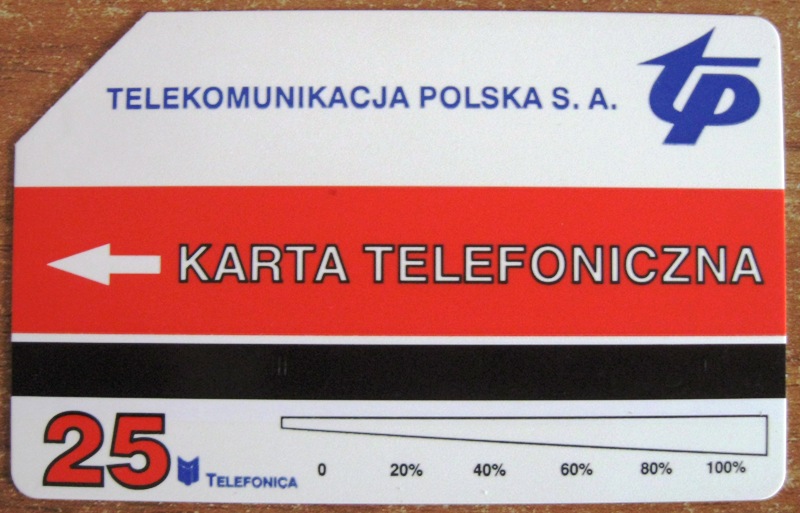 TELEKOMUNIKACJA POLSKA S. A.
tp
KARTA TELEFONICZNA
25
TELEFONICA
0 20% 40% 60% 80% 100%